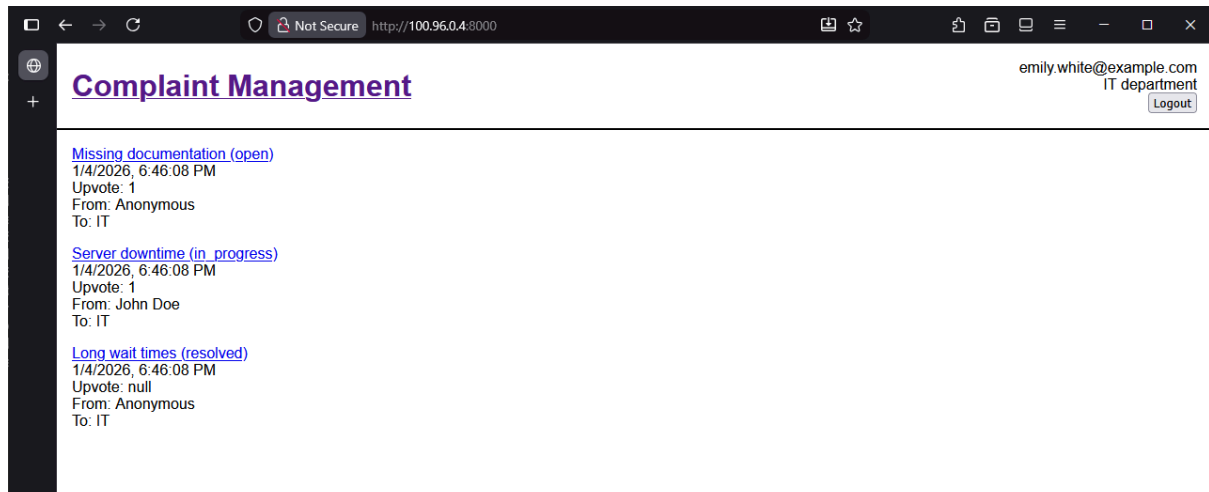 Not Secure http://100.96.0.4:8000
Complaint Management
emily.white@example.com
IT department
Logout
Missing documentation (open)
1/4/2026, 6:46:08 PM
Upvote: 1
From: Anonymous
To: IT
Server downtime (in_progress)
1/4/2026, 6:46:08 PM
Upvote: 1
From: John Doe
To: IT
Long wait times (resolved)
1/4/2026, 6:46:08 PM
Upvote: null
From: Anonymous
To: IT